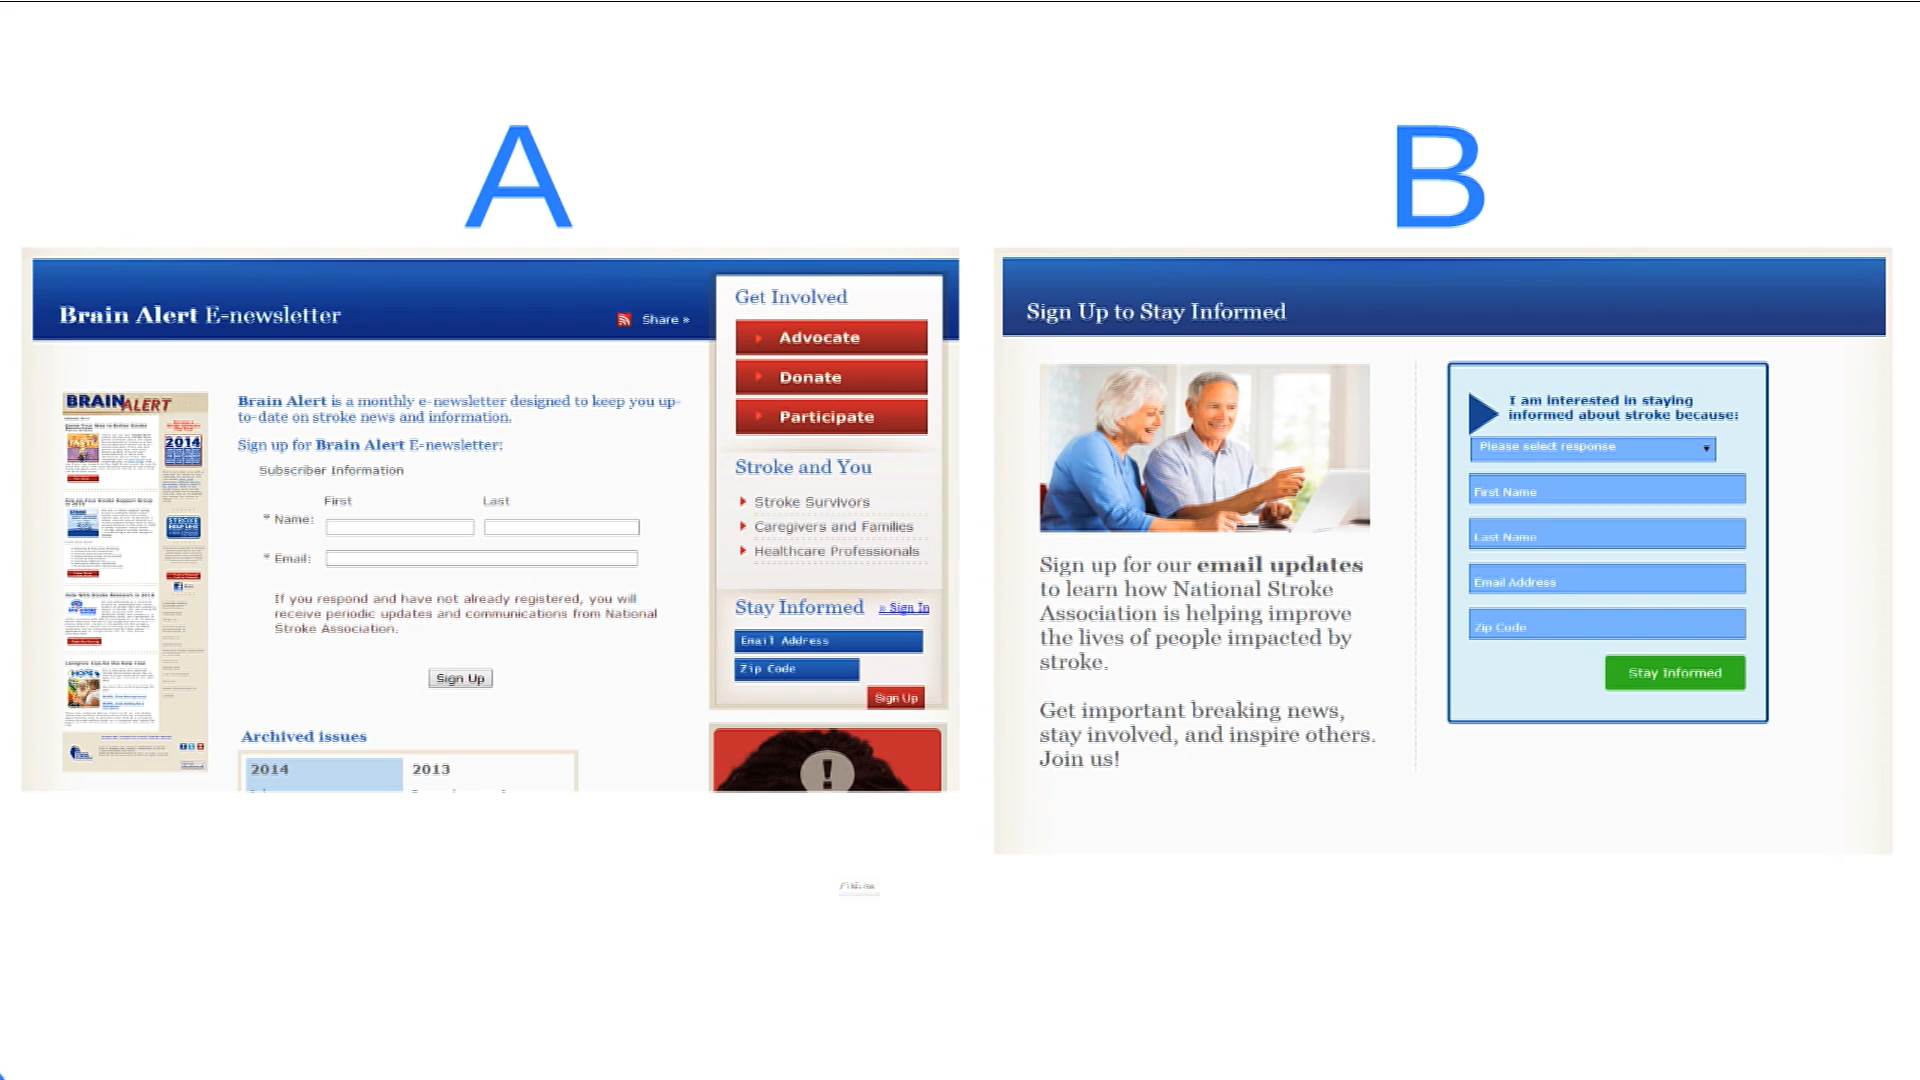 A
B
Brain Alert E-newsletter
Share »
BRAIN ALERT
2014
HOPE
Brain Alert is a monthly e-newsletter designed to keep you up-
to-date on stroke news and information.
Sign up for Brain Alert E-newsletter:
Subscriber Information
First
Last
* Name:
* Email:
If you respond and have not already registered, you will
receive periodic updates and communications from National
Stroke Association.
Sign Up
Archived issues
2014
2013
Get Involved
Advocate
Donate
Participate
Stroke and You
Stroke Survivors
Caregivers and Families
Healthcare Professionals
Stay Informed
» Sign In
Email Address
Zip Code
Sign Up
!
Sign Up to Stay Informed
Sign up for our email updates
to learn how National Stroke
Association is helping improve
the lives of people impacted by
stroke.
Get important breaking news,
stay involved, and inspire others.
Join us!
I am interested in staying
informed about stroke because:
Please select response
First Name
Last Name
Email Address
Zip Code
Stay Informed